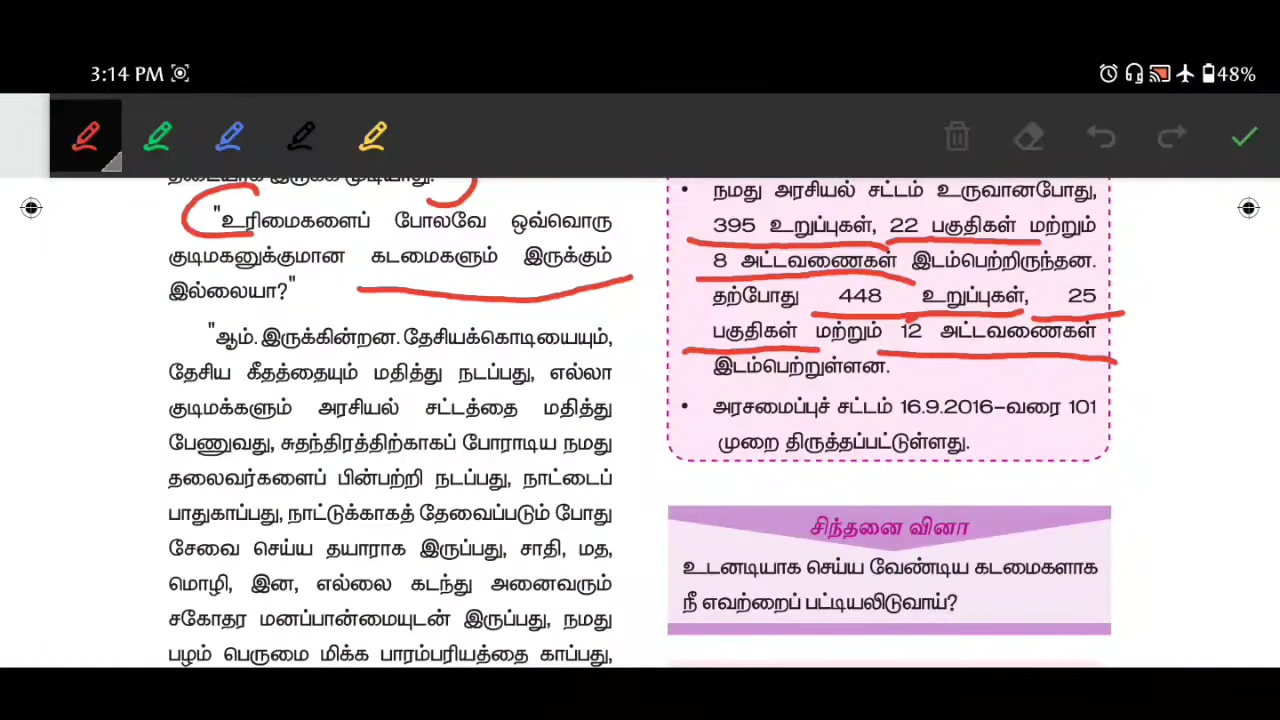 3:14 PM
48%
"உரிமைகளைப் போலவே ஒவ்வொரு
குடிமகனுக்குமான கடமைகளும் இருக்கும்
இல்லையா?"
"ஆம். இருக்கின்றன. தேசியக்கொடியையும்,
தேசிய கீதத்தையும் மதித்து நடப்பது, எல்லா
குடிமக்களும் அரசியல் சட்டத்தை மதித்து
பேணுவது, சுதந்திரத்திற்காகப் போராடிய நமது
தலைவர்களைப் பின்பற்றி நடப்பது, நாட்டைப்
பாதுகாப்பது, நாட்டுக்காகத் தேவைப்படும் போது
சேவை செய்ய தயாராக இருப்பது, சாதி, மத,
மொழி, இன, எல்லை கடந்து அனைவரும்
சகோதர மனப்பான்மையுடன் இருப்பது, நமது
பழம் பெருமை மிக்க பாரம்பரியத்தை காப்பது,
• நமது அரசியல் சட்டம் உருவானபோது,
395 உறுப்புகள், 22 பகுதிகள் மற்றும்
8 அட்டவணைகள் இடம்பெற்றிருந்தன.
தற்போது 448 உறுப்புகள், 25
பகுதிகள் மற்றும் 12 அட்டவணைகள்
இடம்பெற்றுள்ளன.
• அரசமைப்புச் சட்டம் 16.9.2016–வரை 101
முறை திருத்தப்பட்டுள்ளது.
சிந்தனை வினா
உடனடியாக செய்ய வேண்டிய கடமைகளாக
நீ எவற்றைப் பட்டியலிடுவாய்?